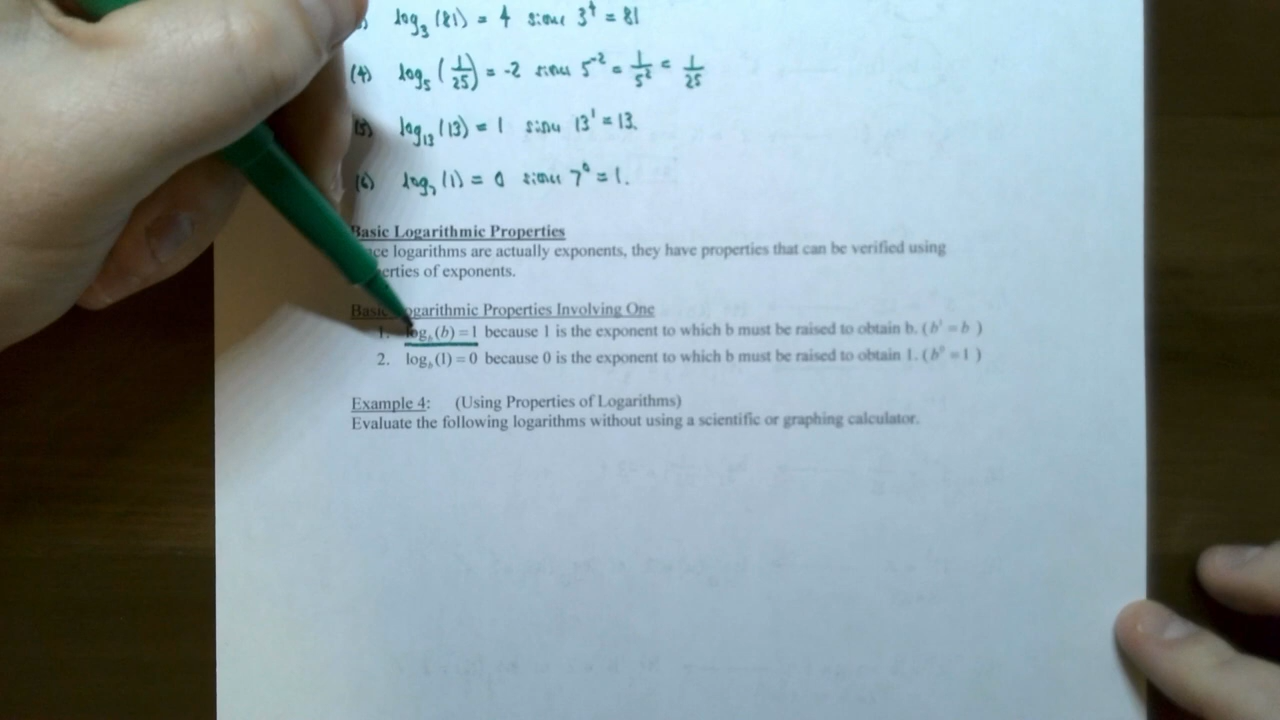 ) log₃(81) = 4 since 3⁴ = 81
(4) log₅(1/25) = -2 since 5⁻² = 1/5² = 1/25
(5) log₁₃(13) = 1 since 13¹ = 13.
(6) log₇(1) = 0 since 7⁰ = 1.
Basic Logarithmic Properties
ce logarithms are actually exponents, they have properties that can be verified using
erties of exponents.
Basic Logarithmic Properties Involving One
1. log_b(b) = 1 because 1 is the exponent to which b must be raised to obtain b. (b¹ = b)
2. log_b(1) = 0 because 0 is the exponent to which b must be raised to obtain 1. (b⁰ = 1)
Example 4: (Using Properties of Logarithms)
Evaluate the following logarithms without using a scientific or graphing calculator.